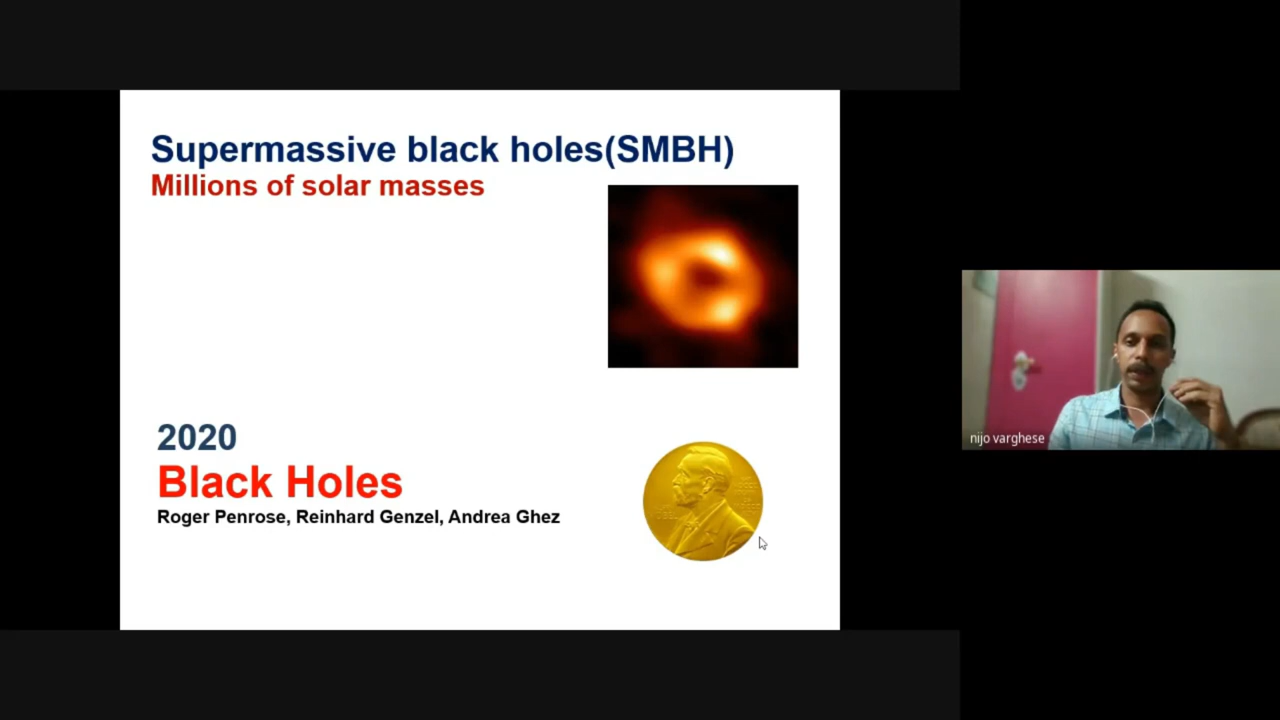 Supermassive black holes(SMBH)
Millions of solar masses
2020
Black Holes
Roger Penrose, Reinhard Genzel, Andrea Ghez
nijo varghese